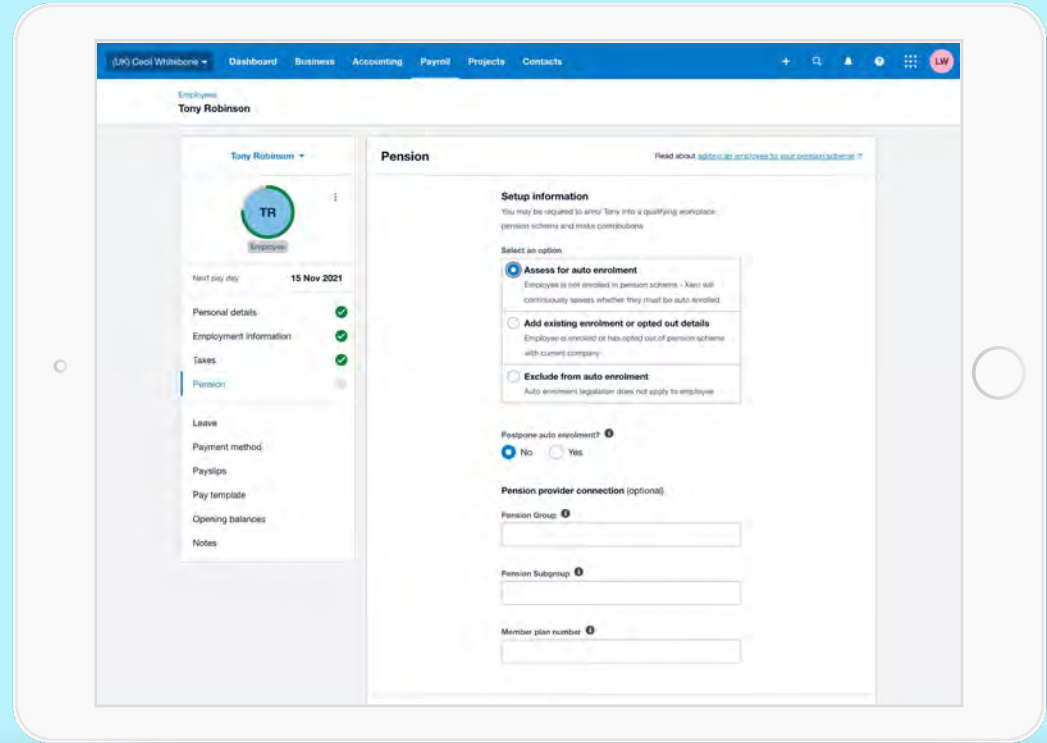 (UK) Cecil Whitebone
Dashboard Business Accounting Payroll Projects Contacts
LW
Employees
Tony Robinson
Tony Robinson
TR
Employee
Next pay day 15 Nov 2021
Personal details
Employment information
Taxes
Pension
Leave
Payment method
Payslips
Pay template
Opening balances
Notes
Pension
Read about adding an employee to your pension scheme
Setup information
You may be required to enrol Tony into a qualifying workplace
pension scheme and make contributions
Select an option
Assess for auto enrolment
Employee is not enrolled in pension scheme - Xero will
continuously assess whether they must be auto enrolled
Add existing enrolment or opted out details
Employee is enrolled or has opted out of pension scheme
with current company
Exclude from auto enrolment
Auto enrolment legislation does not apply to employee
Postpone auto enrolment?
No Yes
Pension provider connection (optional)
Pension Group
Pension Subgroup
Member plan number